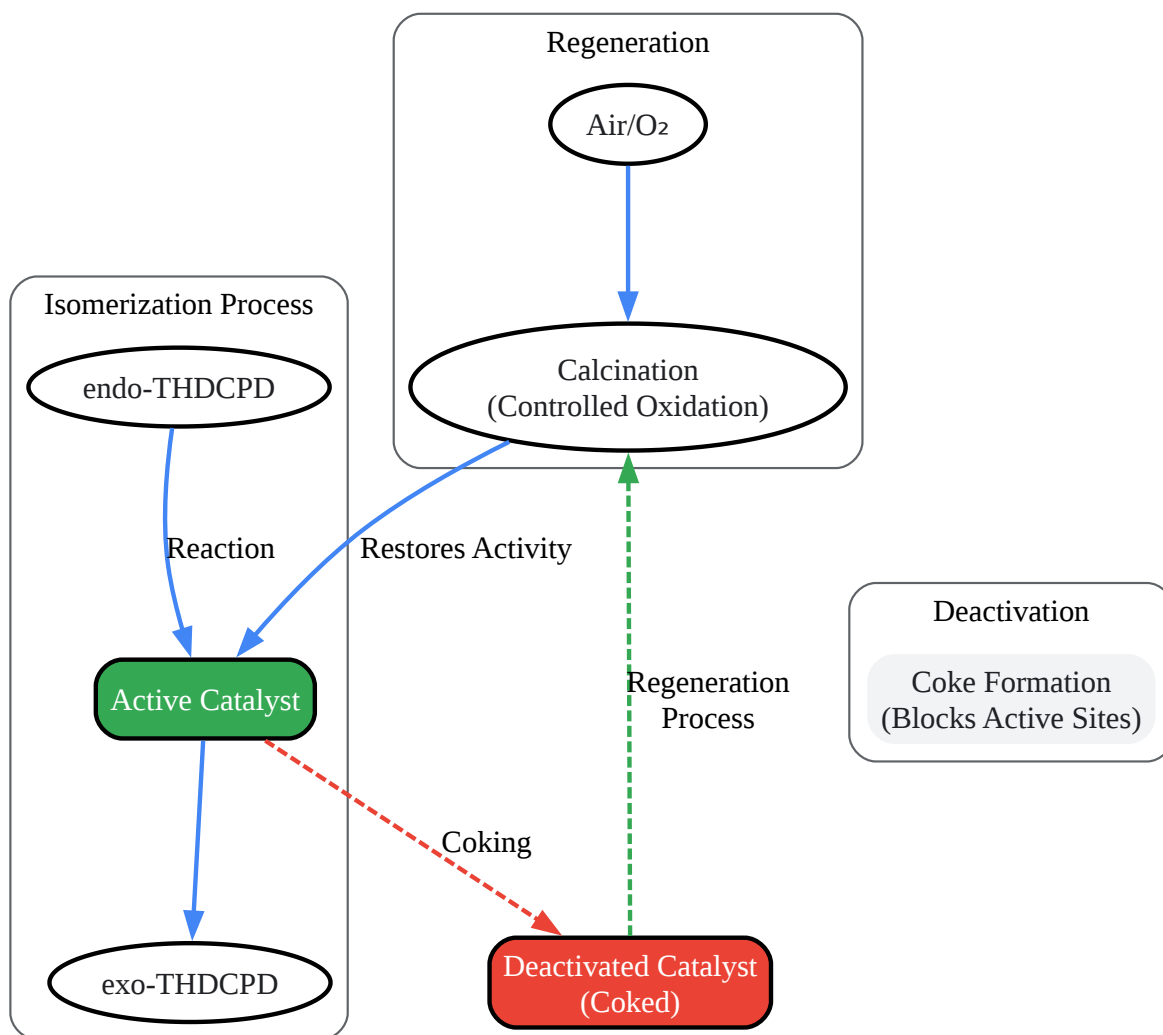 Regeneration
Air/O₂
Isomerization Process
endo-THDCPD
Calcination
(Controlled Oxidation)
Reaction
Restores Activity
Deactivation
Coke Formation
(Blocks Active Sites)
Active Catalyst
Regeneration
Process
Coking
exo-THDCPD
Deactivated Catalyst
(Coked)